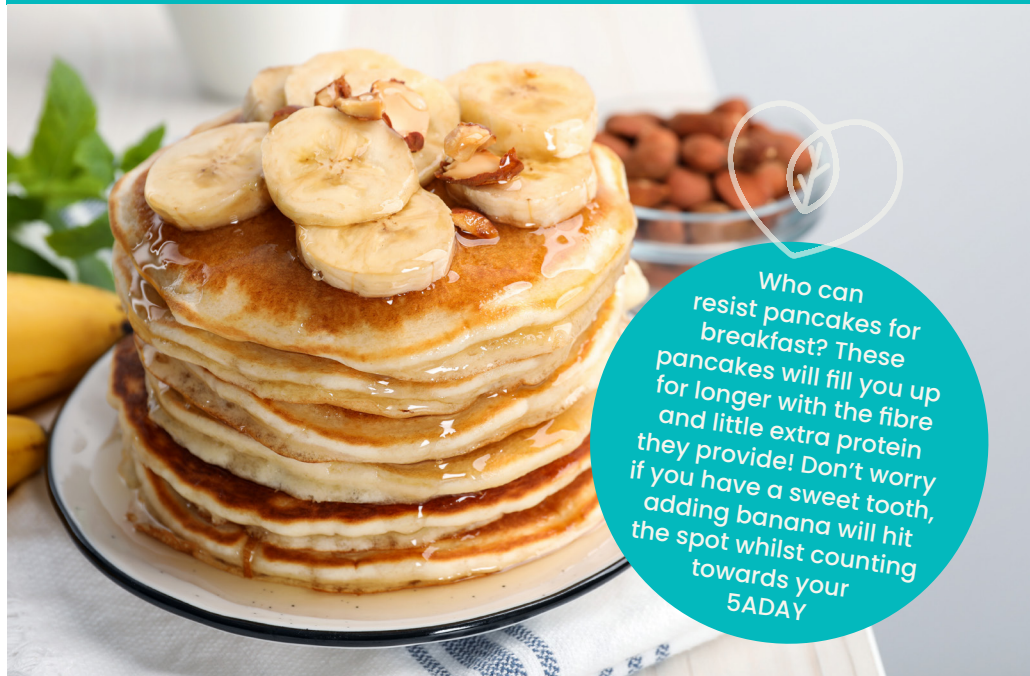 Who can
resist pancakes for
breakfast? These
pancakes will fill you up
for longer with the fibre
and little extra protein
they provide! Don't worry
if you have a sweet tooth,
adding banana will hit
the spot whilst counting
towards your
5ADAY